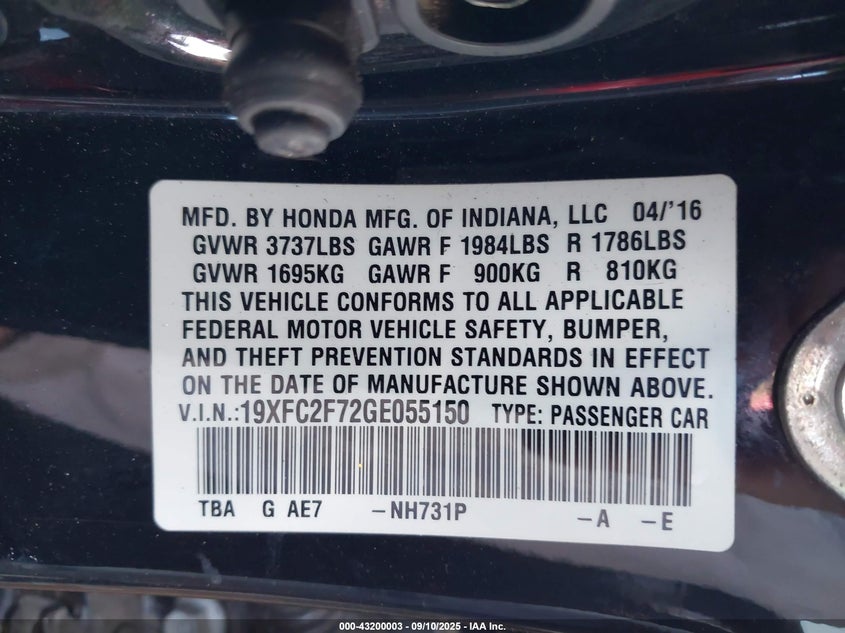 MFD. BY HONDA MFG. OF INDIANA, LLC 04/'16
GVWR 3737LBS GAWR F 1984LBS R 1786LBS
GVWR 1695KG GAWR F 900KG R 810KG
THIS VEHICLE CONFORMS TO ALL APPLICABLE
FEDERAL MOTOR VEHICLE SAFETY, BUMPER,
AND THEFT PREVENTION STANDARDS IN EFFECT
ON THE DATE OF MANUFACTURE SHOWN ABOVE.
V.I.N.:19XFC2F72GE055150 TYPE: PASSENGER CAR
TBA G AE7 -NH731P -A -E
000-43200003 - 09/10/2025 - IAA Inc.